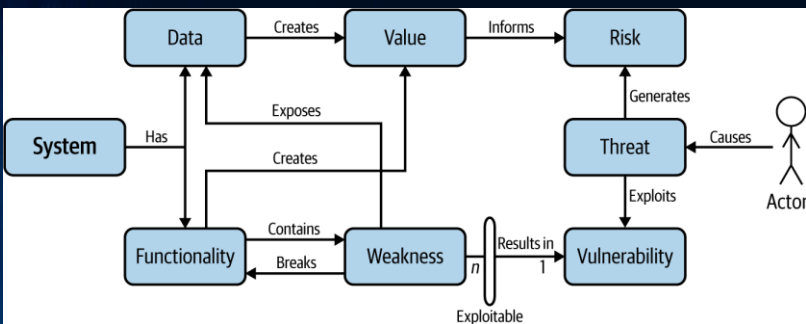 Data
Creates
Value
Informs
Risk
Exposes
Generates
System
Has
Creates
Threat
Causes
Actor
Exploits
Functionality
Contains
Breaks
Weakness
n
Results in
1
Vulnerability
Exploitable